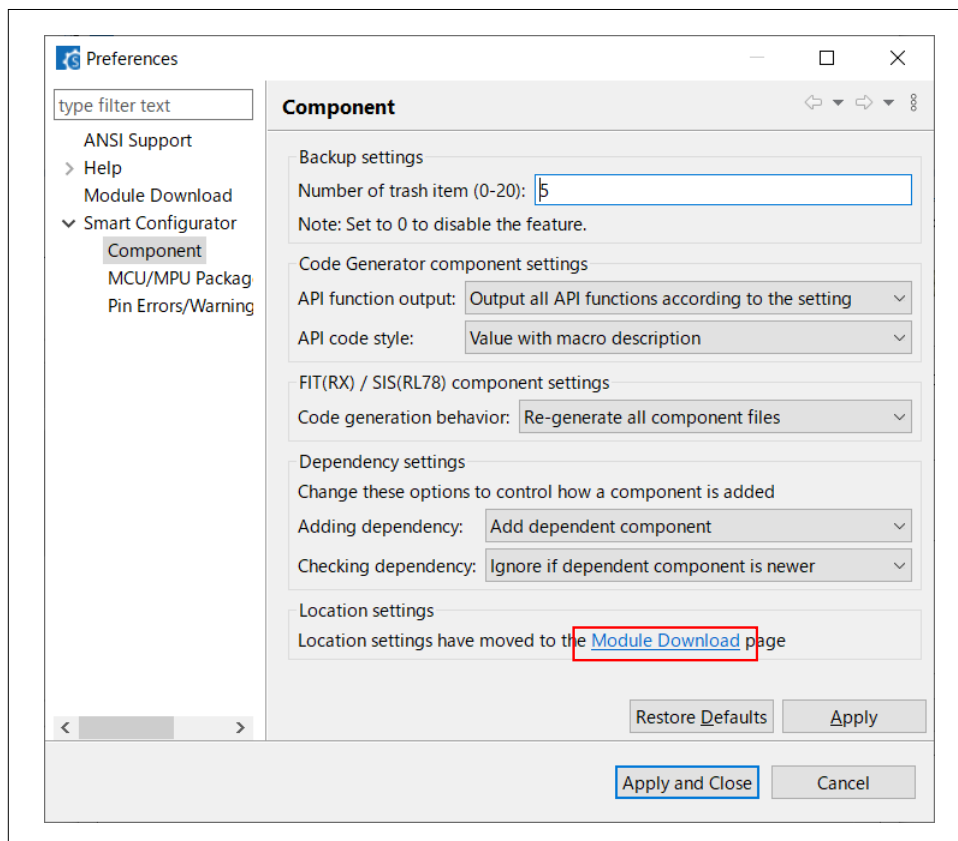 Preferences
type filter text
ANSI Support
Help
Module Download
Smart Configurator
Component
MCU/MPU Packag
Pin Errors/Warning
Component
Backup settings
Number of trash item (0-20): 5
Note: Set to 0 to disable the feature.
Code Generator component settings
API function output: Output all API functions according to the setting
API code style: Value with macro description
FIT(RX) / SIS(RL78) component settings
Code generation behavior: Re-generate all component files
Dependency settings
Change these options to control how a component is added
Adding dependency: Add dependent component
Checking dependency: Ignore if dependent component is newer
Location settings
Location settings have moved to the Module Download page
Restore Defaults Apply
Apply and Close Cancel